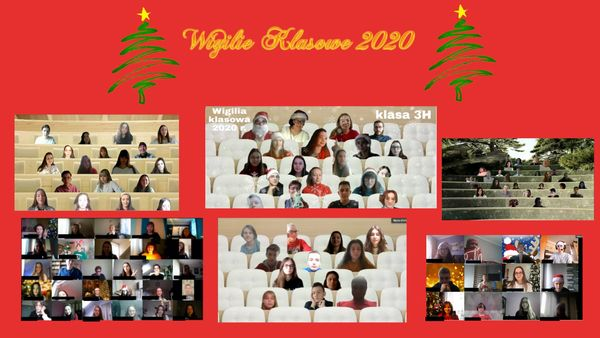 Wigilie Klasowe 2020
Wigilia
klasowa
2020 r.
klasa 3H